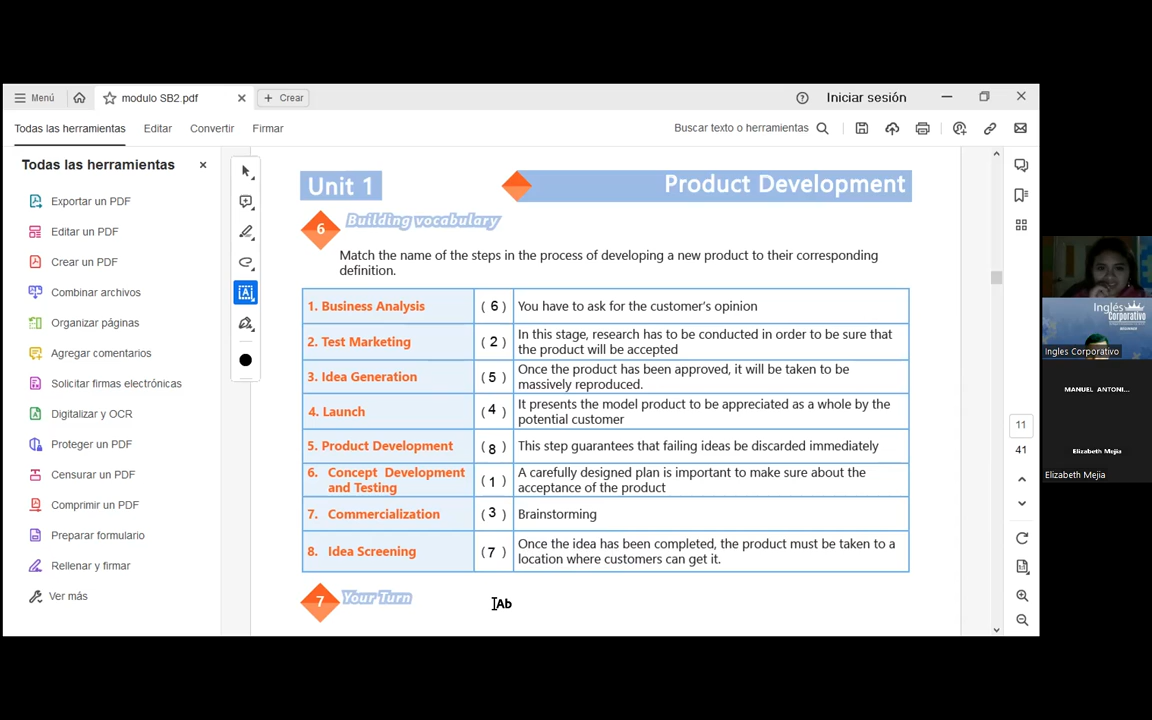 Menú
modulo SB2.pdf
Crear
Iniciar sesión
Todas las herramientas
Editar
Convertir
Firmar
Buscar texto o herramientas
Todas las herramientas
Exportar un PDF
Editar un PDF
Crear un PDF
Combinar archivos
Organizar páginas
Agregar comentarios
Solicitar firmas electrónicas
Digitalizar y OCR
Proteger un PDF
Censurar un PDF
Comprimir un PDF
Preparar formulario
Rellenar y firmar
Ver más
Unit 1
Product Development
6
Building vocabulary
Match the name of the steps in the process of developing a new product to their corresponding
definition.
1. Business Analysis
( 6 )
You have to ask for the customer's opinion
2. Test Marketing
( 2 )
In this stage, research has to be conducted in order to be sure that
the product will be accepted
3. Idea Generation
( 5 )
Once the product has been approved, it will be taken to be
massively reproduced.
4. Launch
( 4 )
It presents the model product to be appreciated as a whole by the
potential customer
5. Product Development
( 8 )
This step guarantees that failing ideas be discarded immediately
6. Concept Development
and Testing
( 1 )
A carefully designed plan is important to make sure about the
acceptance of the product
7. Commercialization
( 3 )
Brainstorming
8. Idea Screening
( 7 )
Once the idea has been completed, the product must be taken to a
location where customers can get it.
7
Your Turn
Ab
11
41
Inglés
Corporativo
Ingles Corporativo
MANUEL ANTONI...
Elizabeth Mejia
Elizabeth Mejia